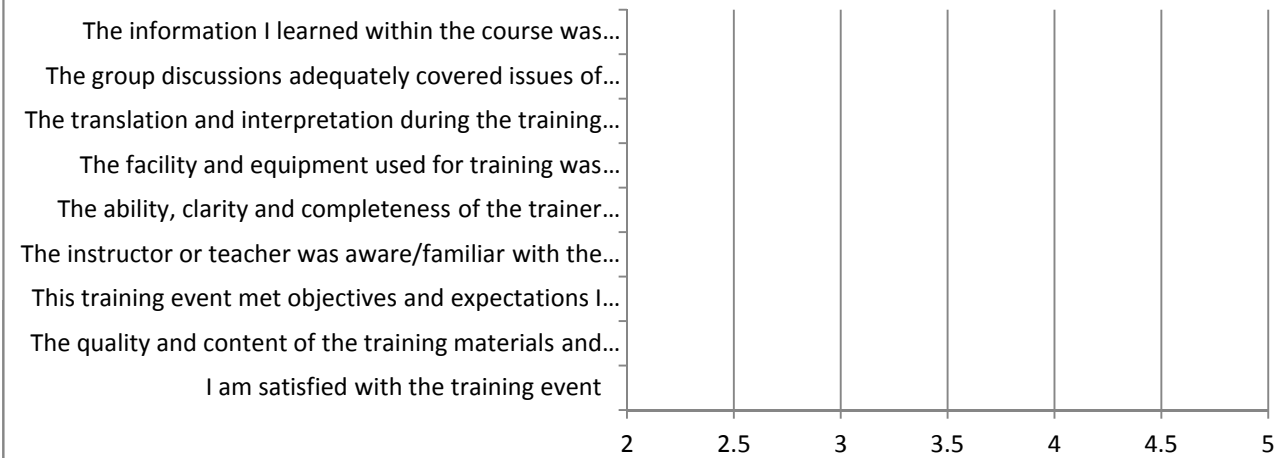 The information I learned within the course was…
The group discussions adequately covered issues of…
The translation and interpretation during the training…
The facility and equipment used for training was…
The ability, clarity and completeness of the trainer…
The instructor or teacher was aware/familiar with the…
This training event met objectives and expectations I…
The quality and content of the training materials and…
I am satisfied with the training event
2 2.5 3 3.5 4 4.5 5